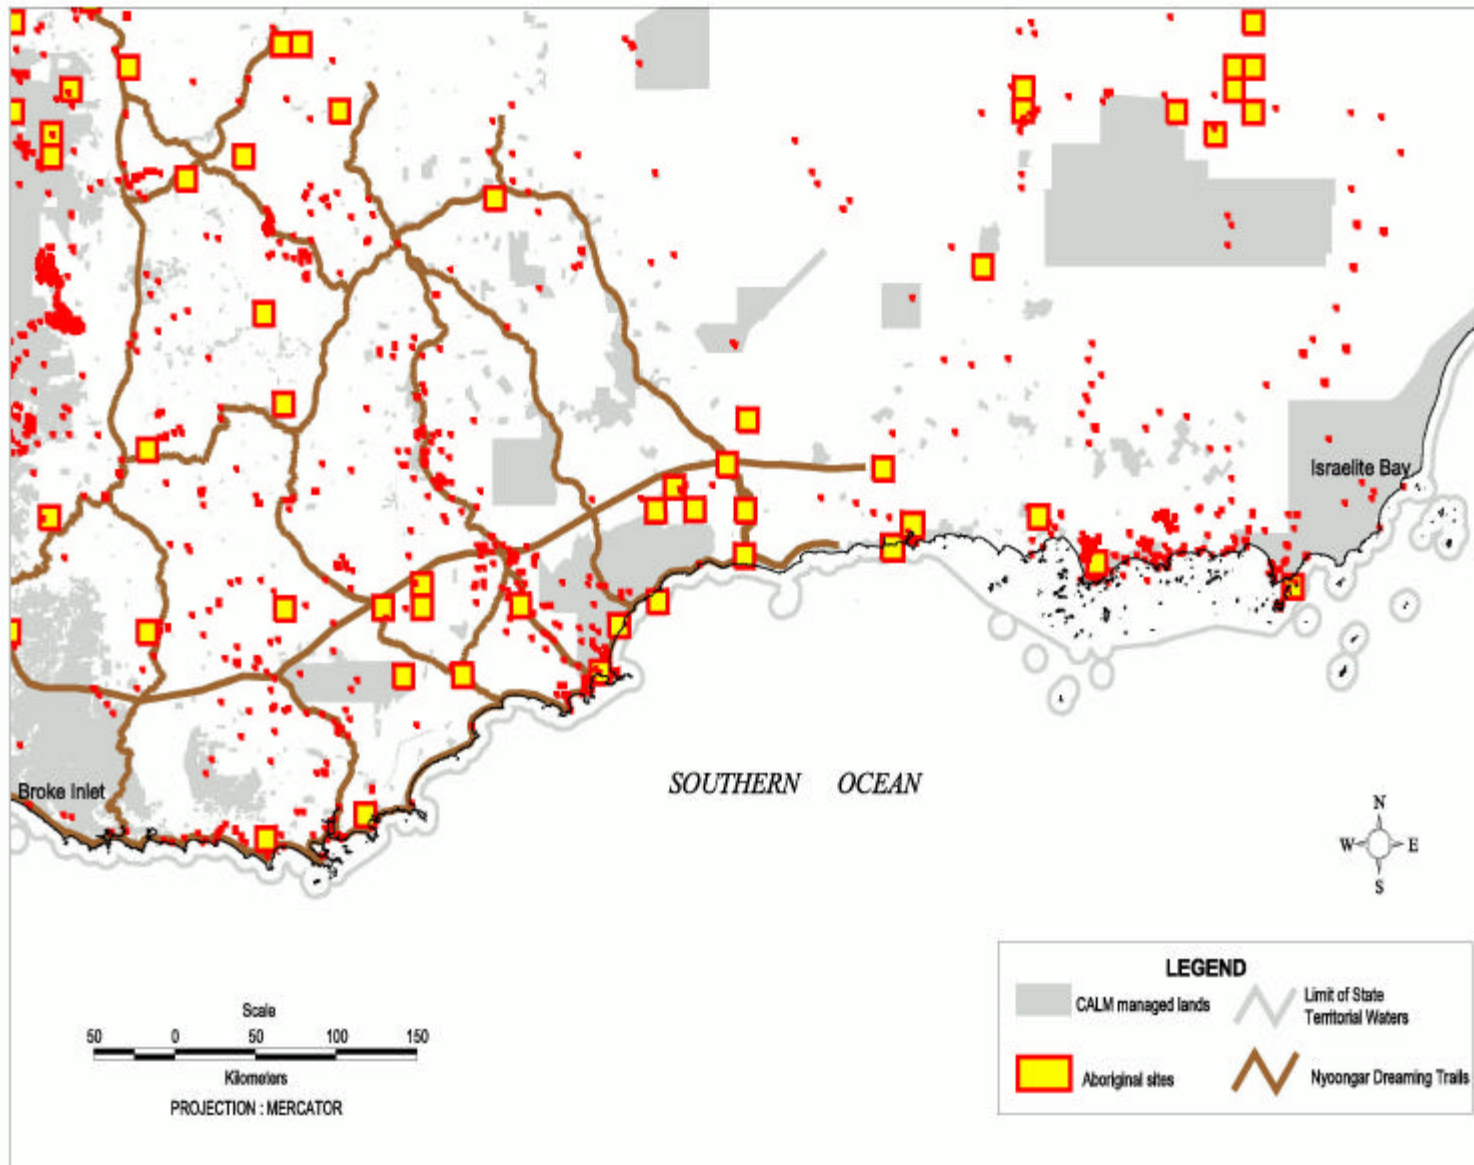 Israelite Bay
Broke Inlet
SOUTHERN OCEAN
N
W E
S
LEGEND
CALM managed lands
Limit of State
Territorial Waters
Aboriginal sites
Nyoongar Dreaming Trails
Scale
50 0 50 100 150
Kilometers
PROJECTION : MERCATOR